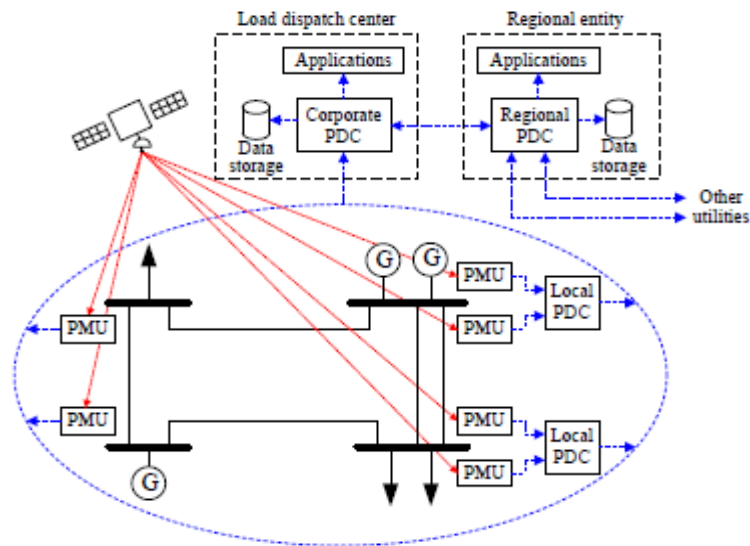 Load dispatch center
Regional entity
Applications
Applications
Corporate
PDC
Regional
PDC
Data
storage
Data
storage
Other
utilities
G
G
PMU
Local
PDC
PMU
PMU
PMU
PMU
Local
PDC
PMU
G